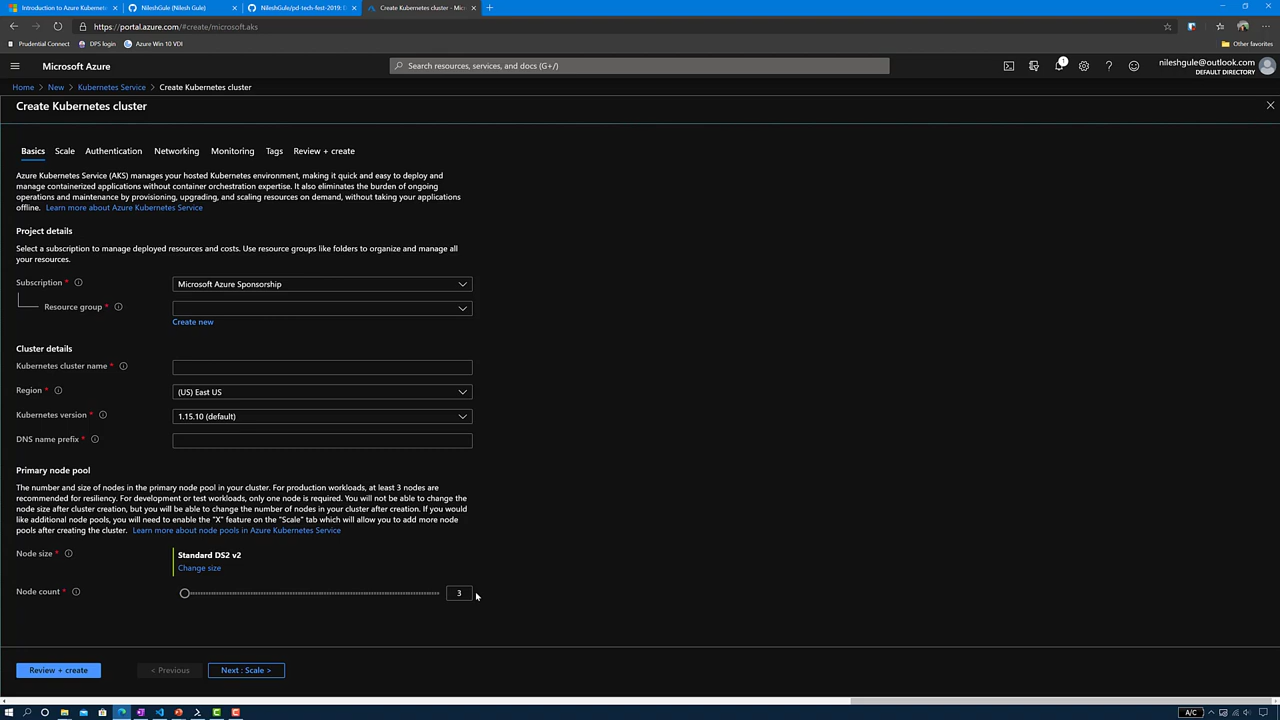 Introduction to Azure Kubernete
NileshGule (Nilesh Gule)
NileshGule/pd-tech-fest-2019: D
Create Kubernetes cluster - Micr
https://portal.azure.com/#create/microsoft.aks
Prudential Connect
DPS login
Azure Win 10 VDI
Other favorites
Microsoft Azure
Search resources, services, and docs (G+/)
1
nileshgule@outlook.com
DEFAULT DIRECTORY
Home > New > Kubernetes Service > Create Kubernetes cluster
Create Kubernetes cluster
Basics Scale Authentication Networking Monitoring Tags Review + create
Azure Kubernetes Service (AKS) manages your hosted Kubernetes environment, making it quick and easy to deploy and
manage containerized applications without container orchestration expertise. It also eliminates the burden of ongoing
operations and maintenance by provisioning, upgrading, and scaling resources on demand, without taking your applications
offline. Learn more about Azure Kubernetes Service
Project details
Select a subscription to manage deployed resources and costs. Use resource groups like folders to organize and manage all
your resources.
Subscription *
Microsoft Azure Sponsorship
Resource group *
Create new
Cluster details
Kubernetes cluster name *
Region *
(US) East US
Kubernetes version *
1.15.10 (default)
DNS name prefix *
Primary node pool
The number and size of nodes in the primary node pool in your cluster. For production workloads, at least 3 nodes are
recommended for resiliency. For development or test workloads, only one node is required. You will not be able to change the
node size after cluster creation, but you will be able to change the number of nodes in your cluster after creation. If you would
like additional node pools, you will need to enable the "X" feature on the "Scale" tab which will allow you to add more node
pools after creating the cluster. Learn more about node pools in Azure Kubernetes Service
Node size *
Standard DS2 v2
Change size
Node count *
3
Review + create
< Previous
Next : Scale >
A/C